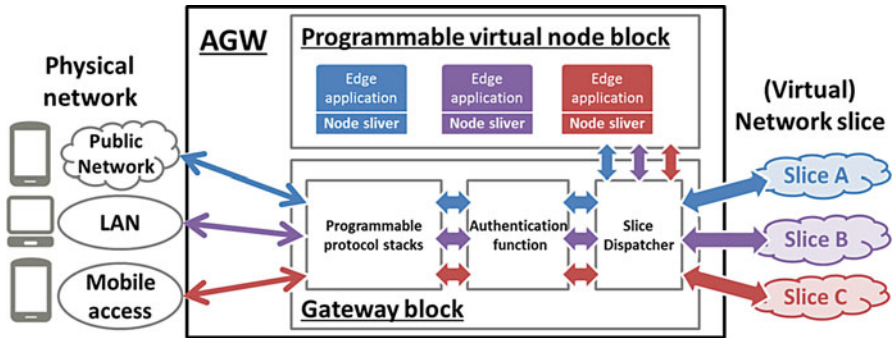 AGW
Programmable virtual node block
Edge
application
Node sliver
Edge
application
Node sliver
Edge
application
Node sliver
Physical
network
Public
Network
LAN
Mobile
access
Programmable
protocol stacks
Authentication
function
Slice
Dispatcher
Gateway block
(Virtual)
Network slice
Slice A
Slice B
Slice C